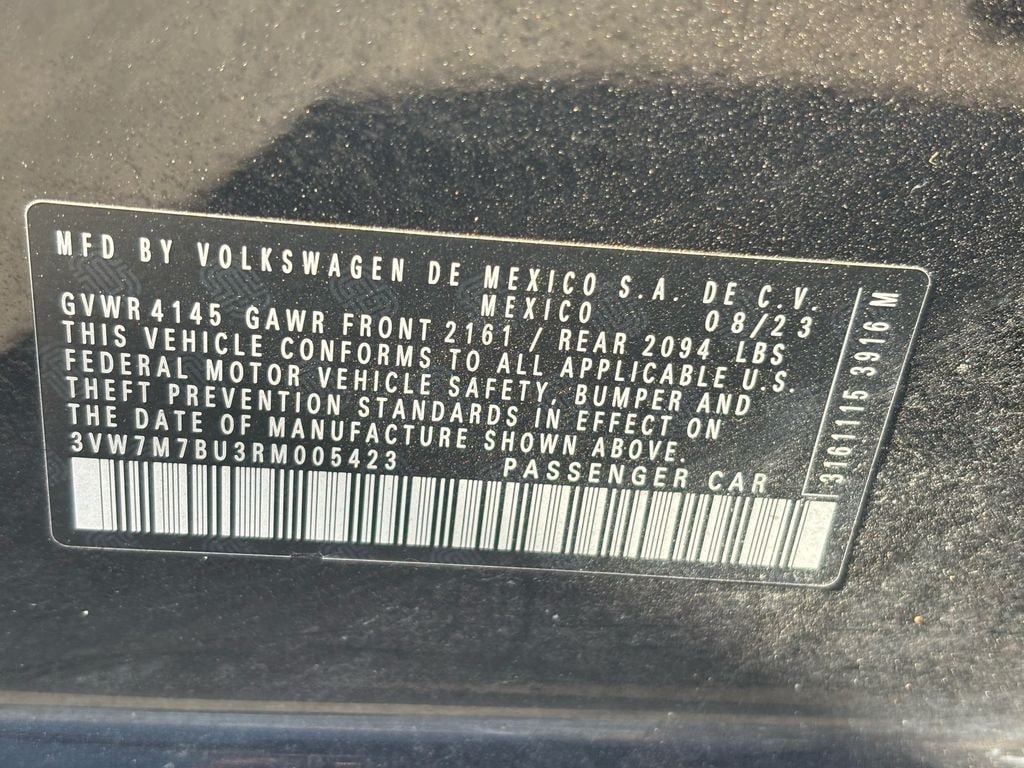 MFD BY VOLKSWAGEN DE MEXICO S.A. DE C.V.
MEXICO 08/23
GVWR 4145 GAWR FRONT 2161 / REAR 2094 LBS
THIS VEHICLE CONFORMS TO ALL APPLICABLE U.S.
FEDERAL MOTOR VEHICLE SAFETY, BUMPER AND
THEFT PREVENTION STANDARDS IN EFFECT ON
THE DATE OF MANUFACTURE SHOWN ABOVE.
3VW7M7BU3RM005423 PASSENGER CAR
3161115 3916 M